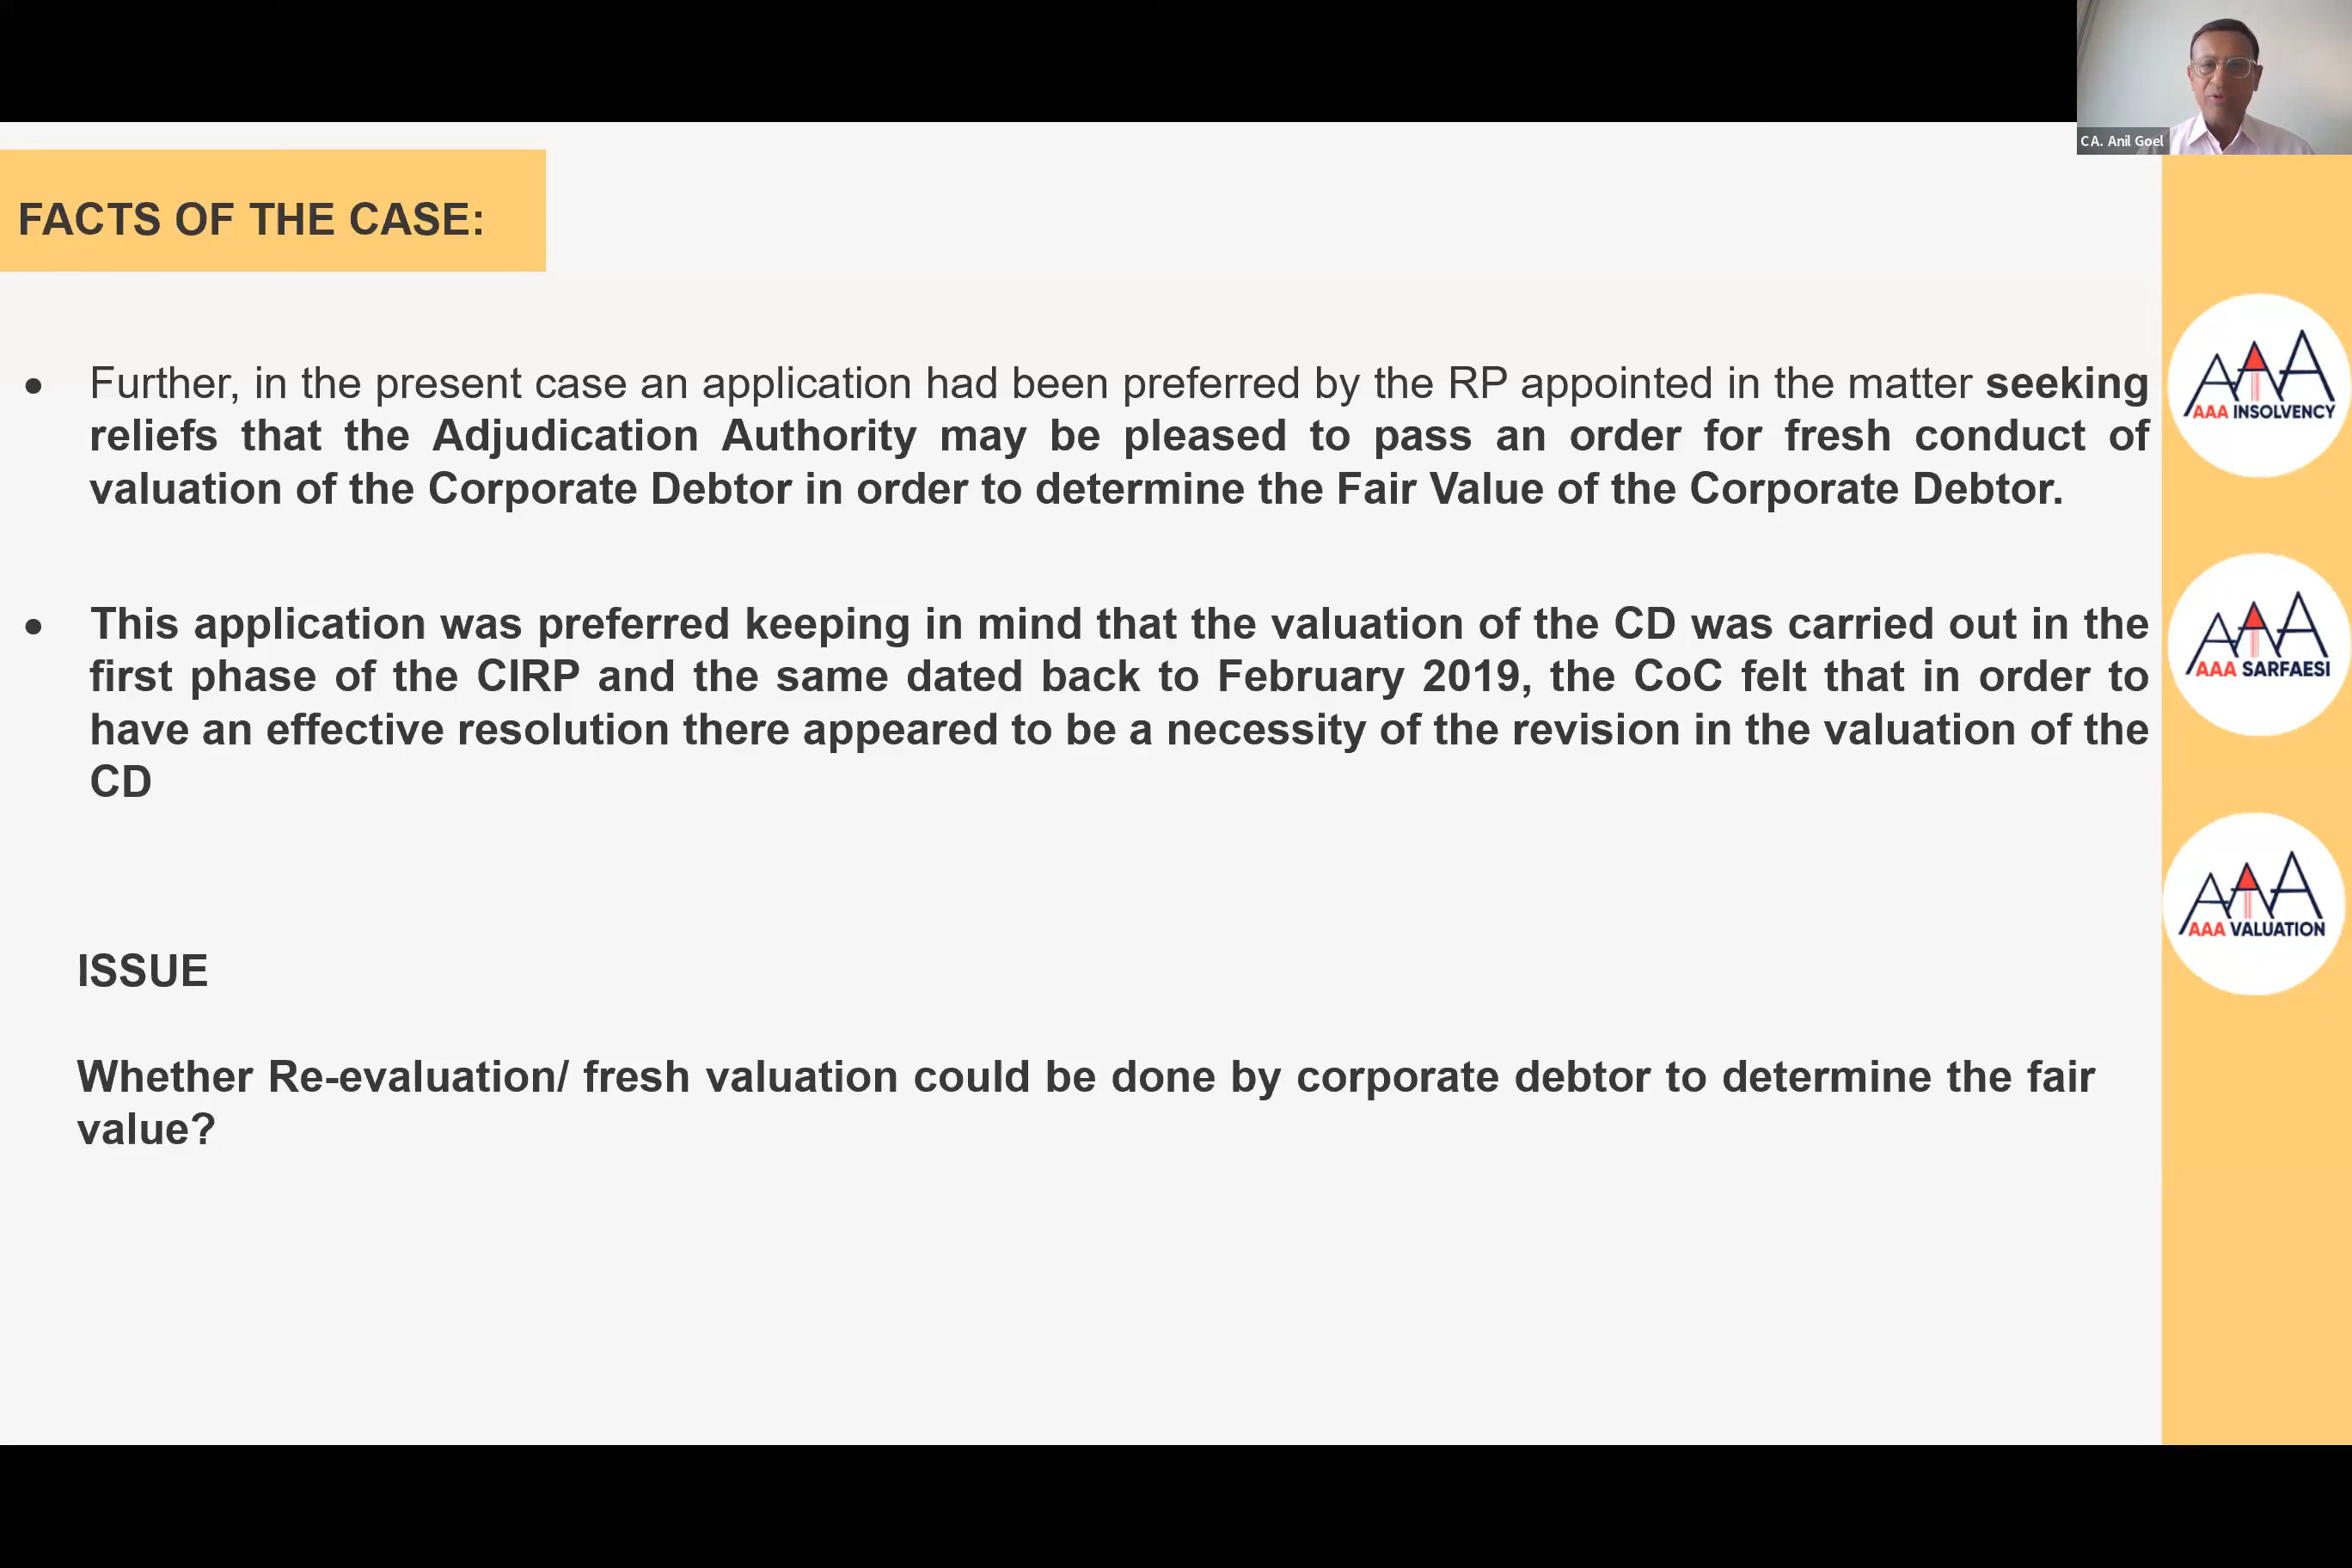 CA. Anil Goel
FACTS OF THE CASE:
• Further, in the present case an application had been preferred by the RP appointed in the matter seeking
reliefs that the Adjudication Authority may be pleased to pass an order for fresh conduct of
valuation of the Corporate Debtor in order to determine the Fair Value of the Corporate Debtor.
• This application was preferred keeping in mind that the valuation of the CD was carried out in the
first phase of the CIRP and the same dated back to February 2019, the CoC felt that in order to
have an effective resolution there appeared to be a necessity of the revision in the valuation of the
CD
ISSUE
Whether Re-evaluation/ fresh valuation could be done by corporate debtor to determine the fair
value?
AAA
AAA INSOLVENCY
AAA
AAA SARFAESI
AAA
AAA VALUATION